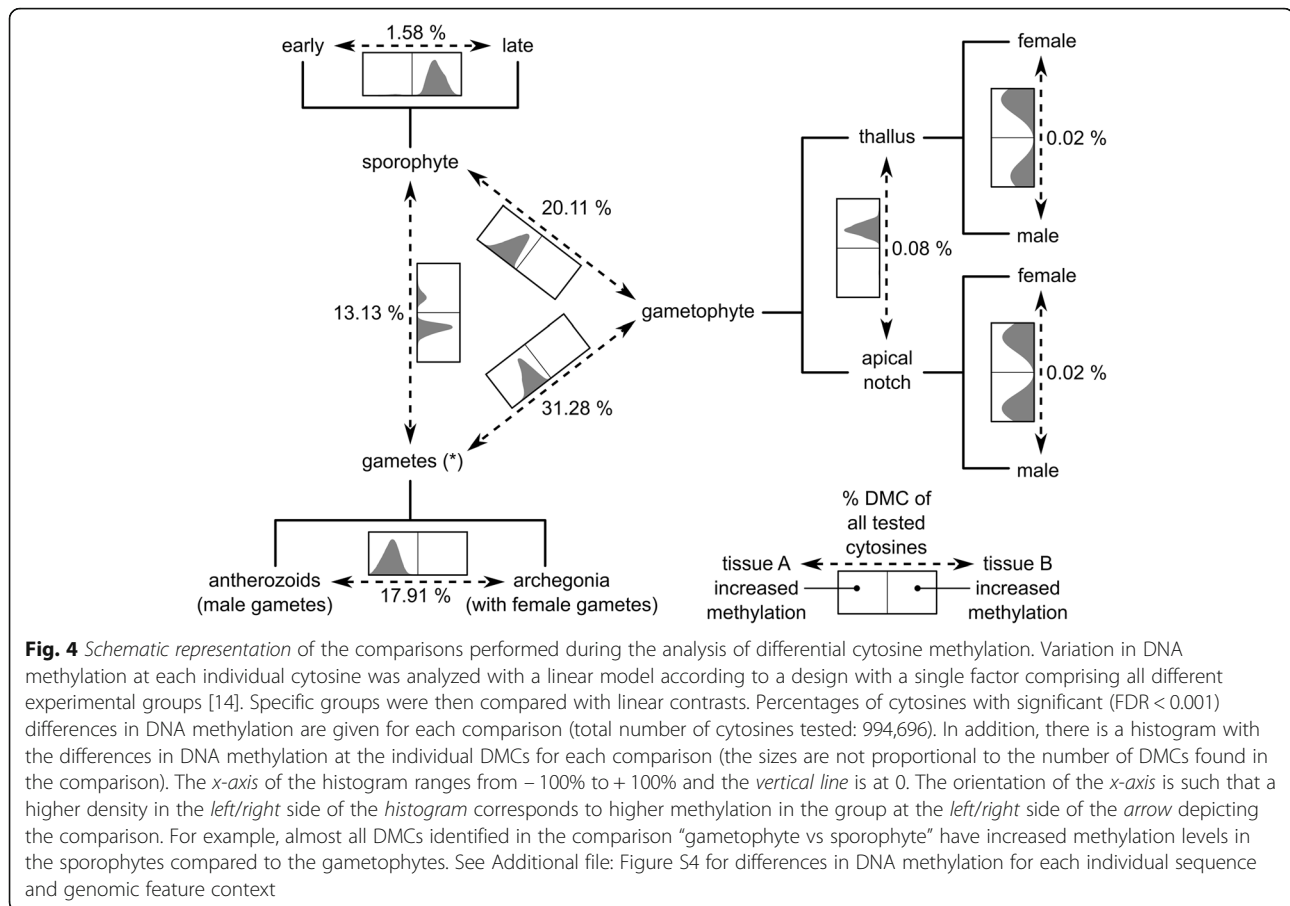 1.58 %
early
late
sporophyte
20.11 %
13.13 %
gametophyte
31.28 %
gametes (*)
antherozoids
(male gametes)
17.91 %
archegonia
(with female gametes)
female
thallus
0.02 %
male
0.08 %
female
apical
notch
0.02 %
male
% DMC of
all tested
cytosines
tissue A
increased
methylation
tissue B
increased
methylation
Fig. 4 Schematic representation of the comparisons performed during the analysis of differential cytosine methylation. Variation in DNA
methylation at each individual cytosine was analyzed with a linear model according to a design with a single factor comprising all different
experimental groups [14]. Specific groups were then compared with linear contrasts. Percentages of cytosines with significant (FDR < 0.001)
differences in DNA methylation are given for each comparison (total number of cytosines tested: 994,696). In addition, there is a histogram with
the differences in DNA methylation at the individual DMCs for each comparison (the sizes are not proportional to the number of DMCs found in
the comparison). The x-axis of the histogram ranges from − 100% to + 100% and the vertical line is at 0. The orientation of the x-axis is such that a
higher density in the left/right side of the histogram corresponds to higher methylation in the group at the left/right side of the arrow depicting
the comparison. For example, almost all DMCs identified in the comparison “gametophyte vs sporophyte” have increased methylation levels in
the sporophytes compared to the gametophytes. See Additional file: Figure S4 for differences in DNA methylation for each individual sequence
and genomic feature context